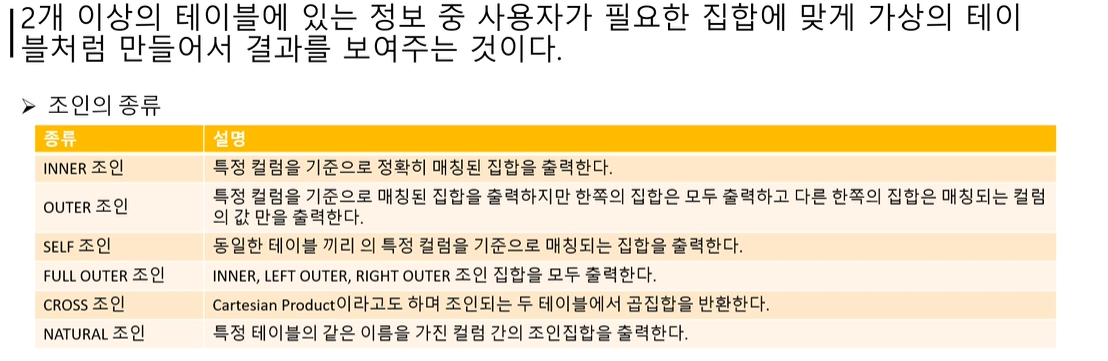 2개 이상의 테이블에 있는 정보 중 사용자가 필요한 집합에 맞게 가상의 테이
블처럼 만들어서 결과를 보여주는 것이다.
➢ 조인의 종류
종류 설명
INNER 조인 특정 컬럼을 기준으로 정확히 매칭된 집합을 출력한다.
OUTER 조인 특정 컬럼을 기준으로 매칭된 집합을 출력하지만 한쪽의 집합은 모두 출력하고 다른 한쪽의 집합은 매칭되는 컬럼
의 값 만을 출력한다.
SELF 조인 동일한 테이블 끼리 의 특정 컬럼을 기준으로 매칭되는 집합을 출력한다.
FULL OUTER 조인 INNER, LEFT OUTER, RIGHT OUTER 조인 집합을 모두 출력한다.
CROSS 조인 Cartesian Product이라고도 하며 조인되는 두 테이블에서 곱집합을 반환한다.
NATURAL 조인 특정 테이블의 같은 이름을 가진 컬럼 간의 조인집합을 출력한다.